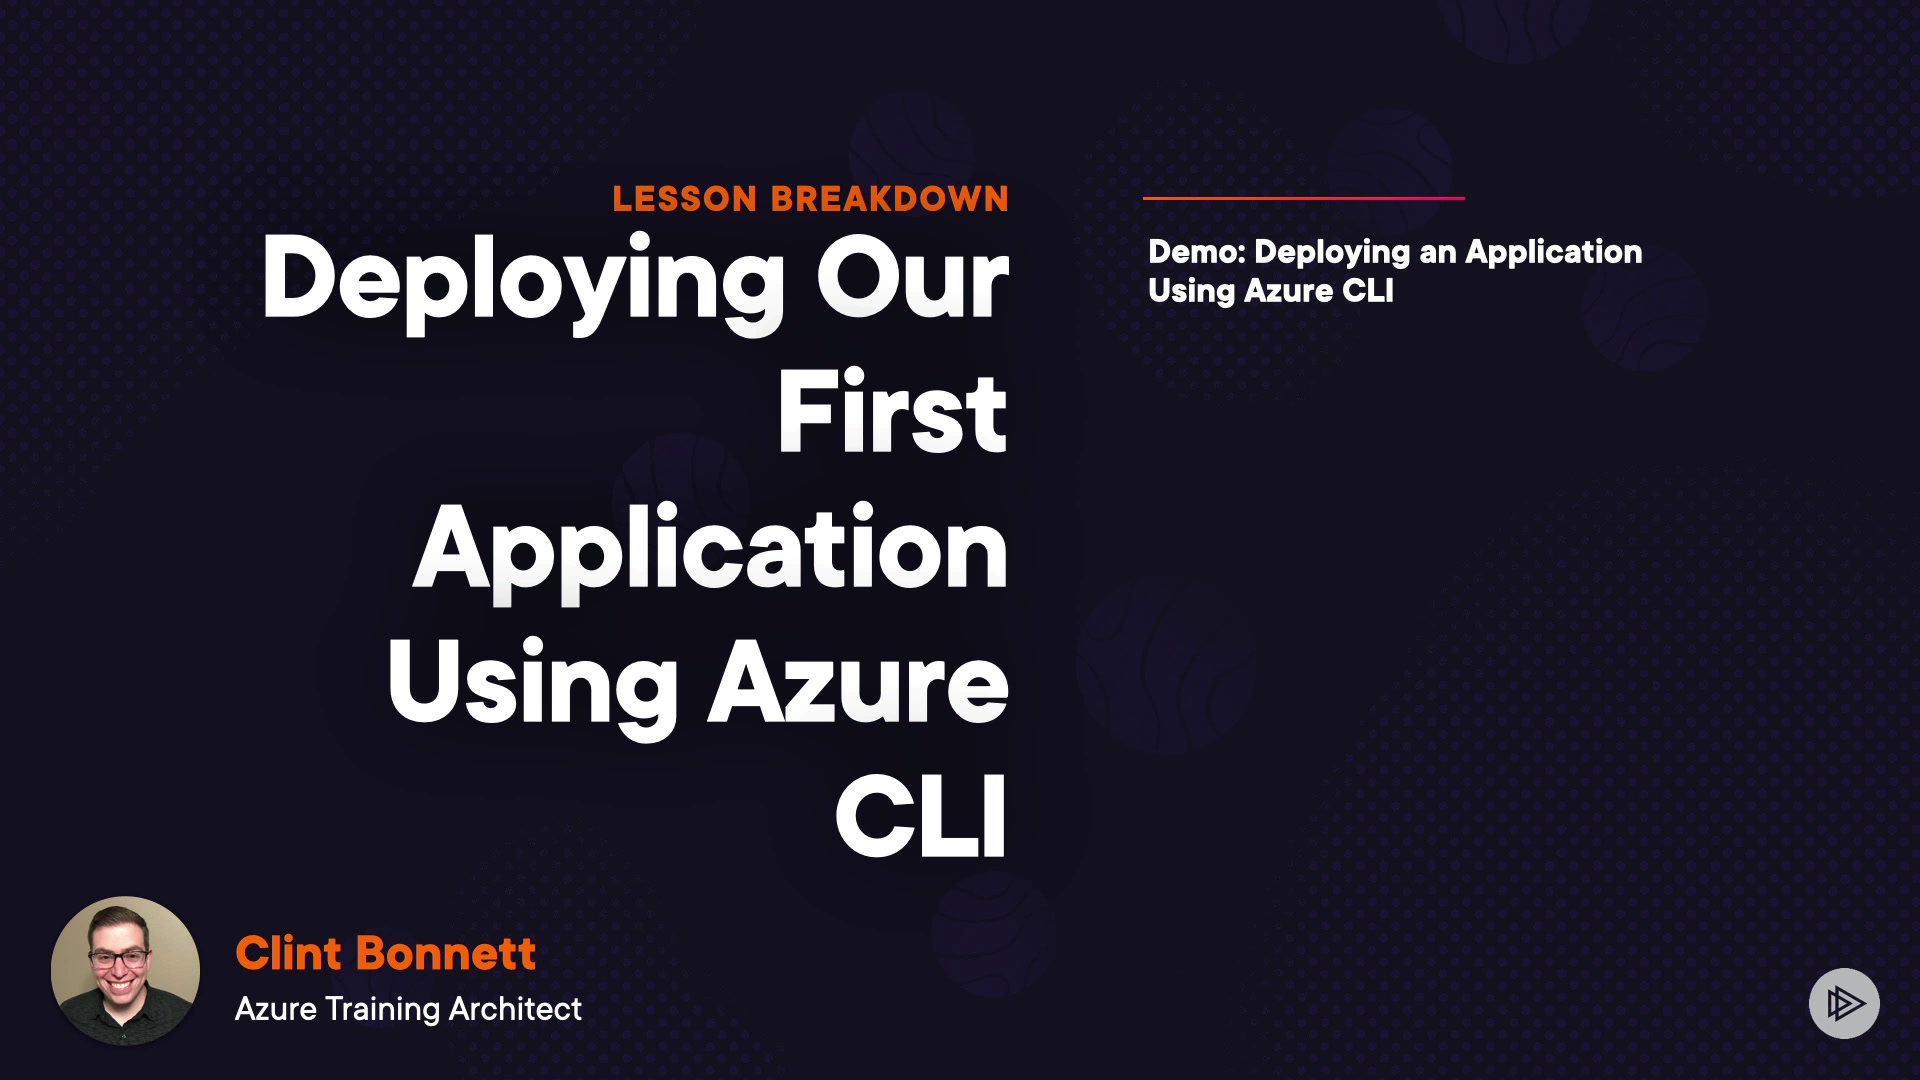 LESSON BREAKDOWN
Deploying Our
First
Application
Using Azure
CLI
Demo: Deploying an Application
Using Azure CLI
Clint Bonnett
Azure Training Architect